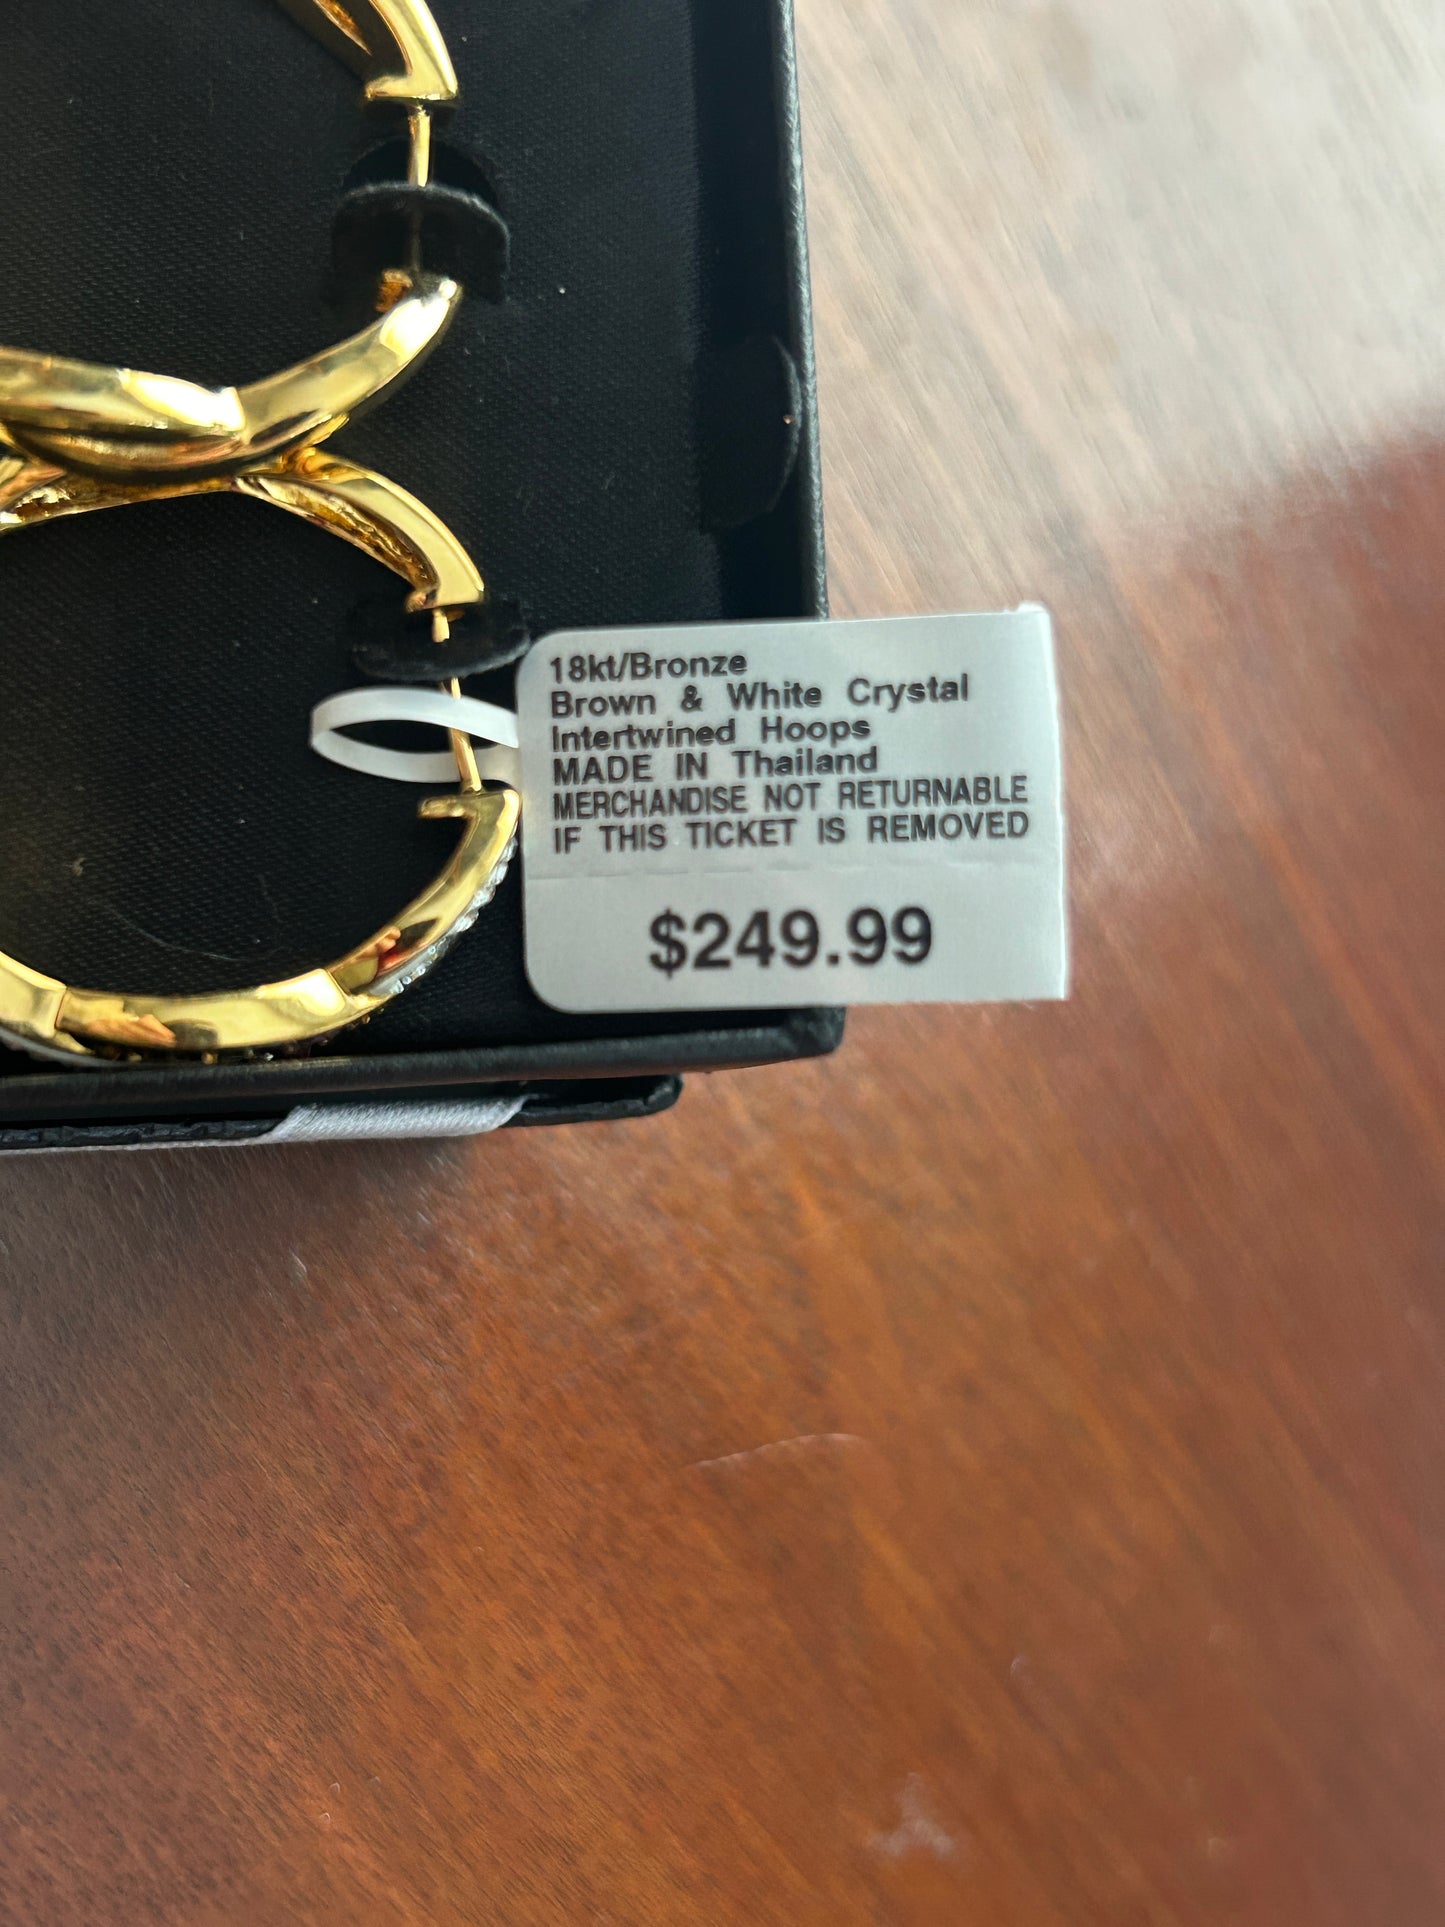 18kt/Bronze
Brown & White Crystal
Intertwined Hoops
MADE IN Thailand
MERCHANDISE NOT RETURNABLE
IF THIS TICKET IS REMOVED
$249.99